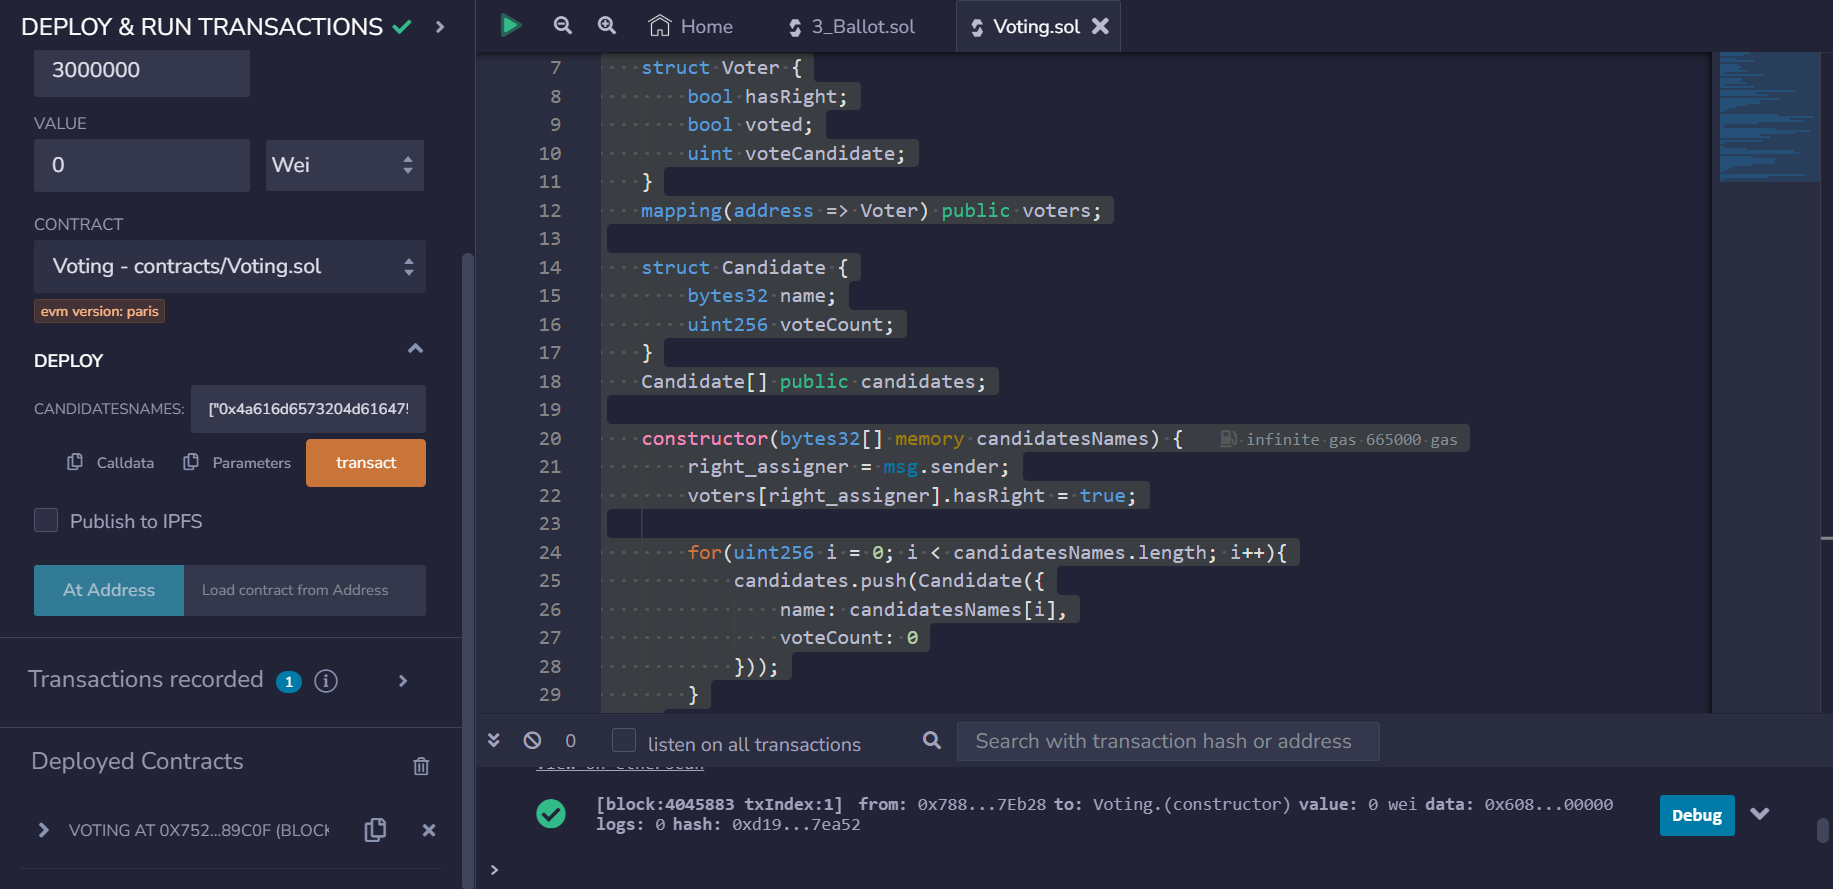 DEPLOY & RUN TRANSACTIONS
3000000
VALUE
0
Wei
CONTRACT
Voting - contracts/Voting.sol
evm version: paris
DEPLOY
CANDIDATESNAMES: ["0x4a616d6573204d61647!
Calldata Parameters transact
Publish to IPFS
At Address Load contract from Address
Transactions recorded 1 i
Deployed Contracts
VOTING AT 0X752...89C0F (BLOCK
Home 3_Ballot.sol Voting.sol
7 struct Voter {
8 bool hasRight;
9 bool voted;
10 uint voteCandidate;
11 }
12 mapping(address => Voter) public voters;
13
14 struct Candidate {
15 bytes32 name;
16 uint256 voteCount;
17 }
18 Candidate[] public candidates;
19
20 constructor(bytes32[] memory candidatesNames) { infinite gas 665000 gas
21 right_assigner = msg.sender;
22 voters[right_assigner].hasRight = true;
23
24 for(uint256 i = 0; i < candidatesNames.length; i++){
25 candidates.push(Candidate({
26 name: candidatesNames[i],
27 voteCount: 0
28 }));
29 }
0 listen on all transactions Search with transaction hash or address
view on etherscan
[block:4045883 txIndex:1] from: 0x788...7Eb28 to: Voting.(constructor) value: 0 wei data: 0x608...00000
logs: 0 hash: 0xd19...7ea52
Debug
>